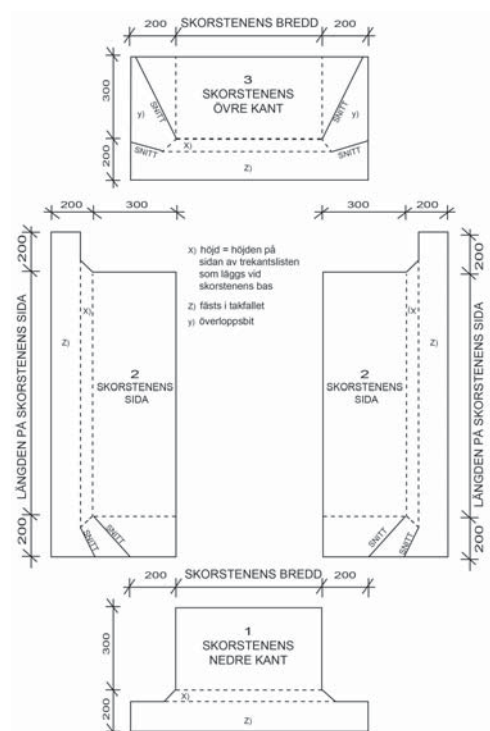 200 SKORSTENENS BREDD 200
300
200
3
SKORSTENENS
ÖVRE KANT
SNITT
SNITT
y)
y)
SNITT
SNITT
X)
Z)
200 300
200
LÄNGDEN PÅ SKORSTENENS SIDA
200
X)
Z)
2
SKORSTENENS
SIDA
SNITT
SNITT
X) höjd = höjden på
sidan av trekantslisten
som läggs vid
skorstenens bas
Z) fästs i takfallet
y) överloppsbit
300 200
200
LÄNGDEN PÅ SKORSTENENS SIDA
200
(X
Z)
2
SKORSTENENS
SIDA
SNITT
SNITT
200 SKORSTENENS BREDD 200
300
200
1
SKORSTENENS
NEDRE KANT
X)
Z)